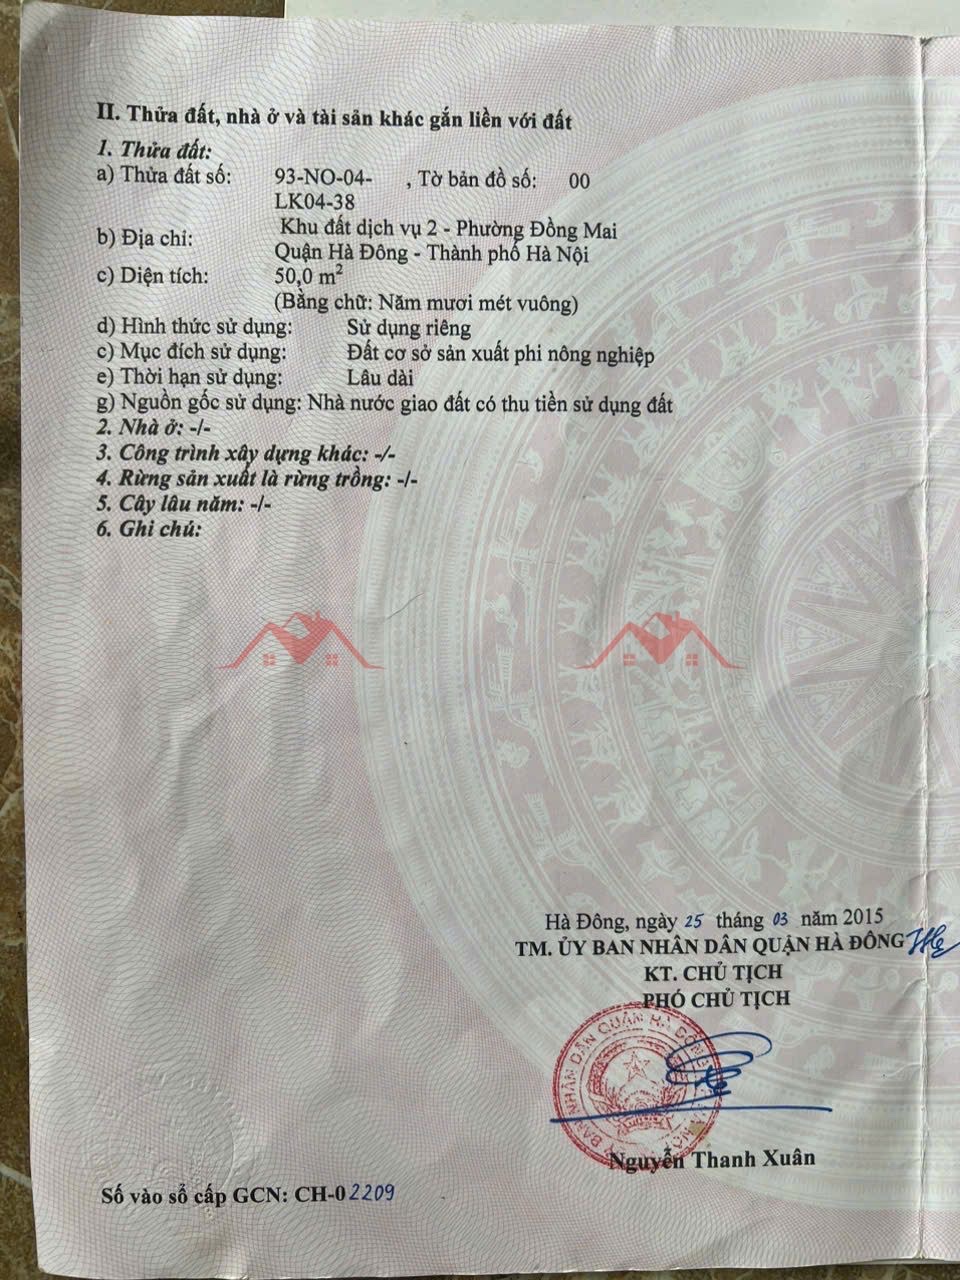 II. Thửa đất, nhà ở và tài sản khác gắn liền với đất
1. Thửa đất:
a) Thửa đất số: 93-NO-04- , Tờ bản đồ số: 00
LK04-38
b) Địa chỉ: Khu đất dịch vụ 2 - Phường Đồng Mai
Quận Hà Đông - Thành phố Hà Nội
c) Diện tích: 50,0 m²
(Bằng chữ: Năm mươi mét vuông)
d) Hình thức sử dụng: Sử dụng riêng
c) Mục đích sử dụng: Đất cơ sở sản xuất phi nông nghiệp
e) Thời hạn sử dụng: Lâu dài
g) Nguồn gốc sử dụng: Nhà nước giao đất có thu tiền sử dụng đất
2. Nhà ở: -/-
3. Công trình xây dựng khác: -/-
4. Rừng sản xuất là rừng trồng: -/-
5. Cây lâu năm: -/-
6. Ghi chú:
Hà Đông, ngày 25 tháng 03 năm 2015
TM. ỦY BAN NHÂN DÂN QUẬN HÀ ĐÔNG
KT. CHỦ TỊCH
PHÓ CHỦ TỊCH
ỦY BAN NHÂN DÂN QUẬN HÀ ĐÔNG
Nguyễn Thanh Xuân
Số vào sổ cấp GCN: CH-02209